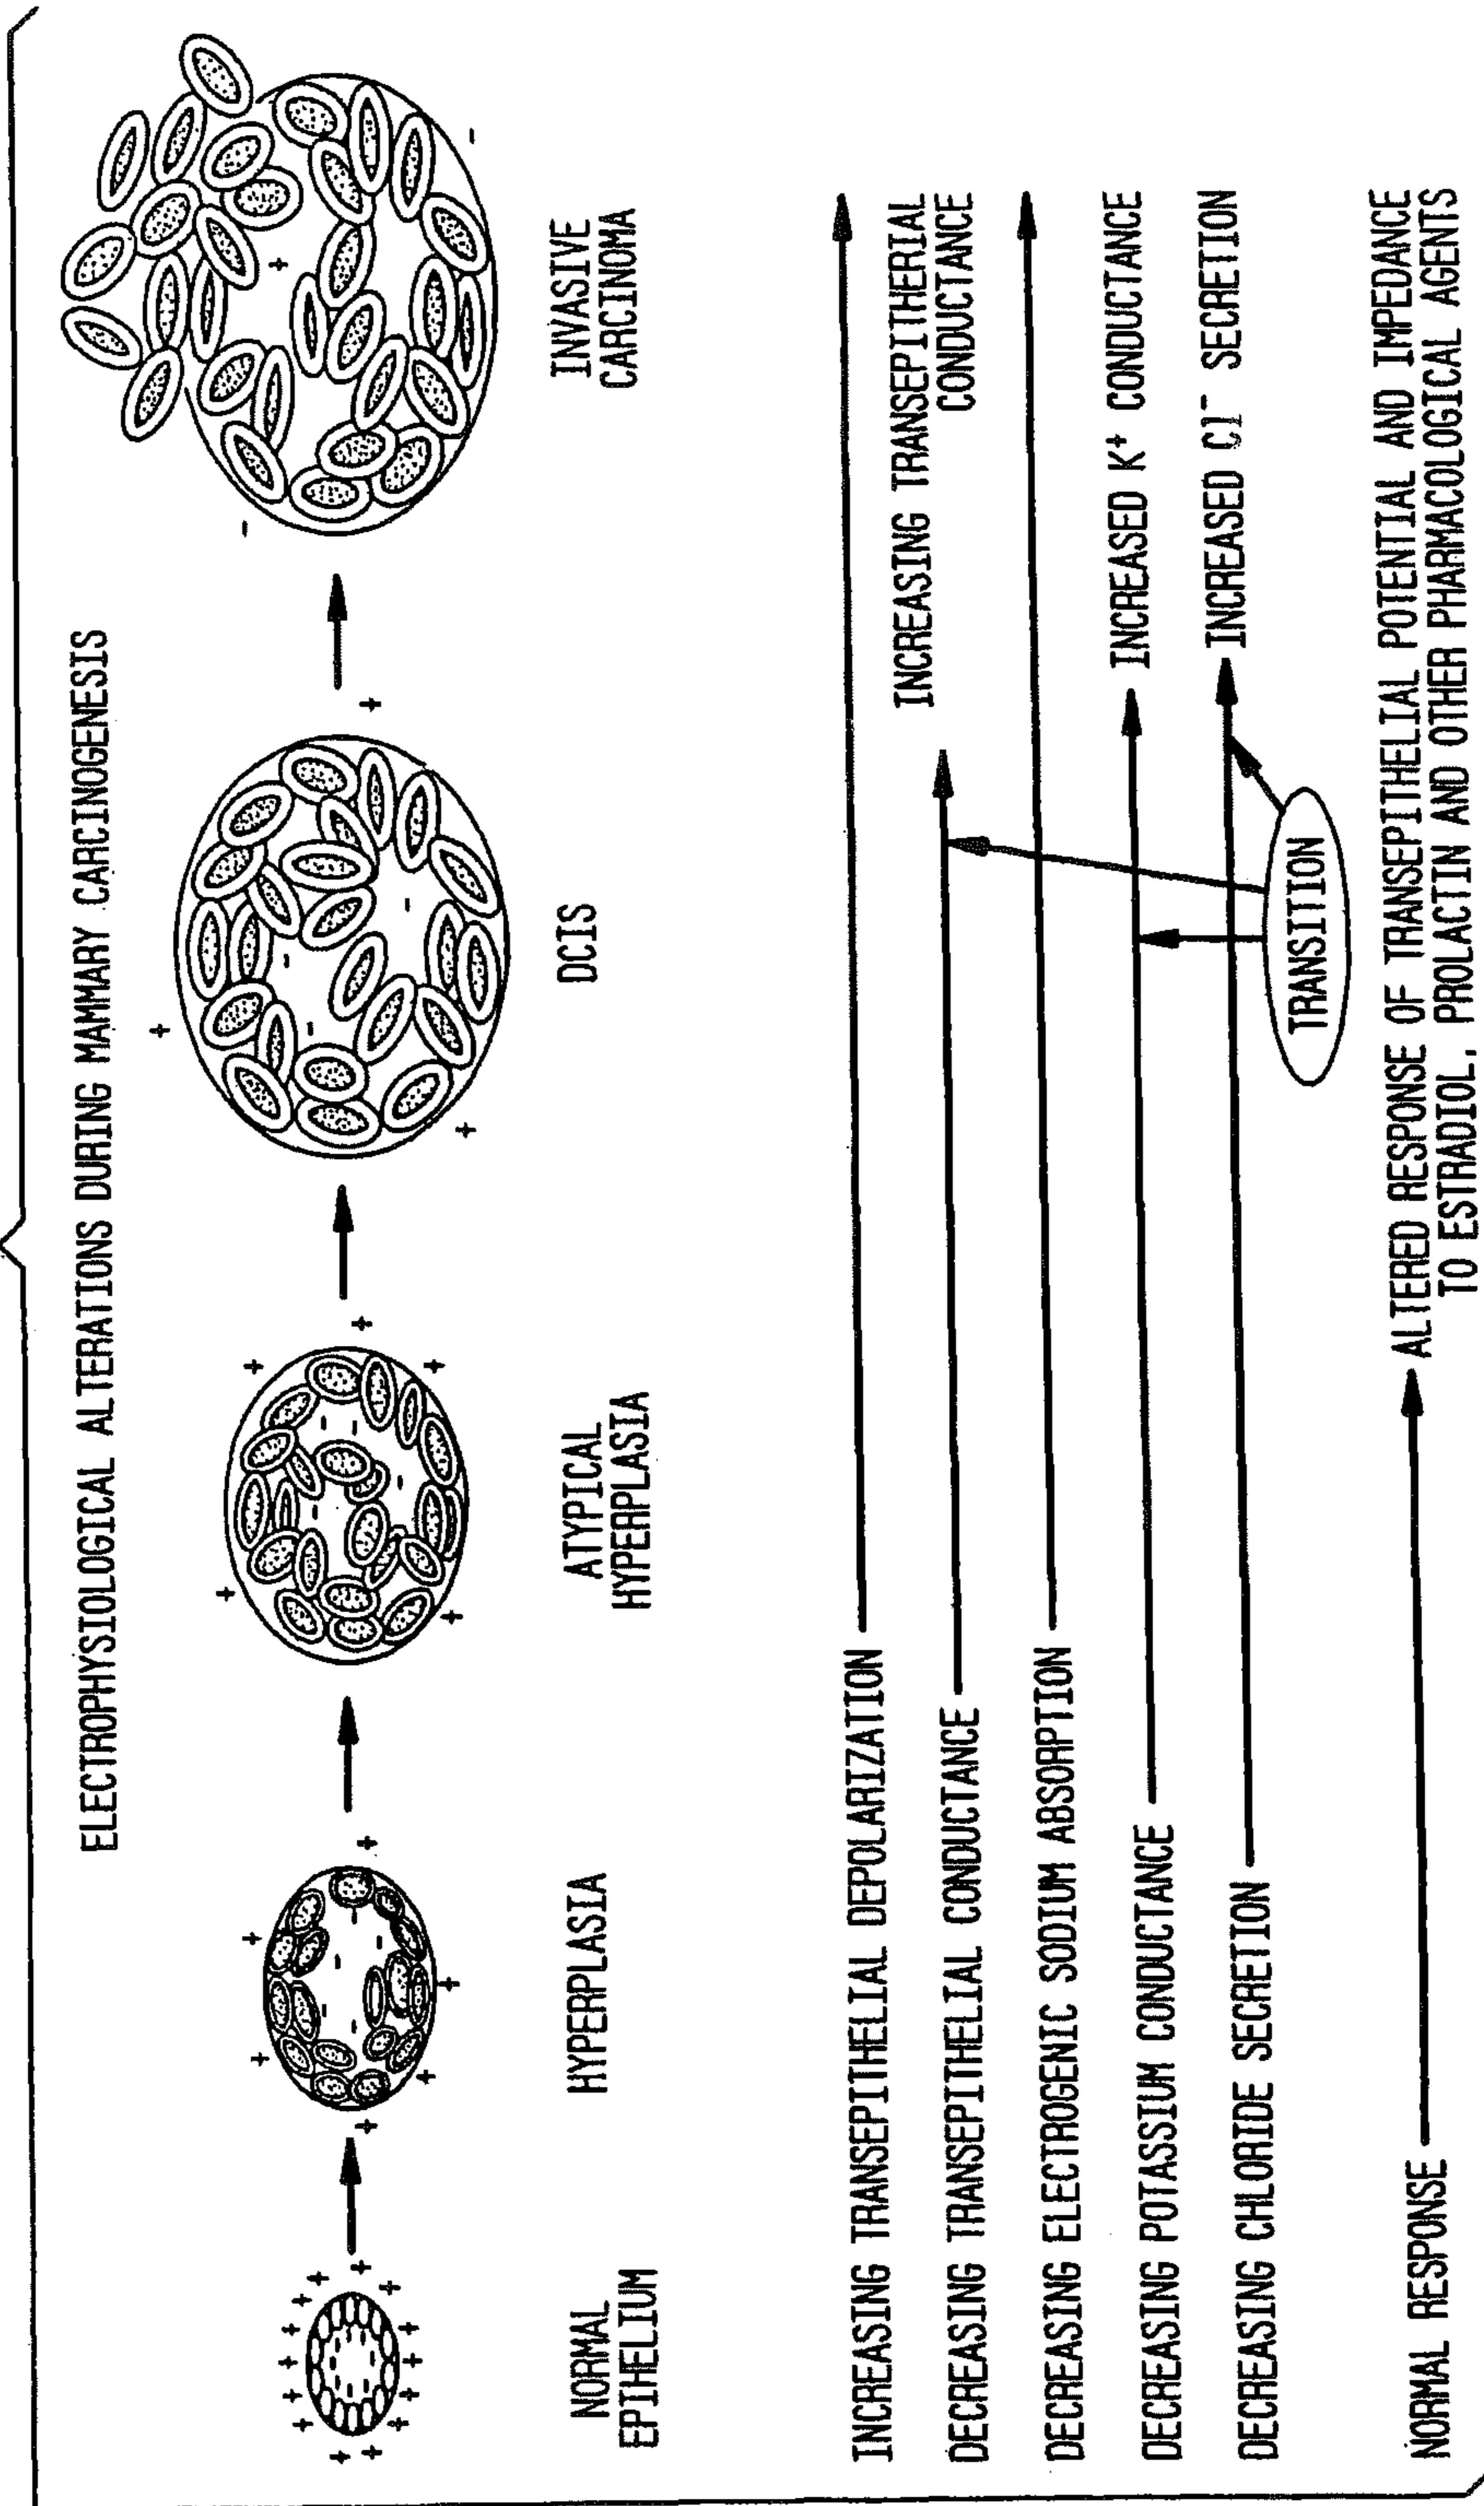 ELECTROPHYSIOLOGICAL ALTERATIONS DURING MAMMARY CARCINOGENESIS
NORMAL
EPIHELIUM
HYPERPLASIA
ATYPICAL
HYPERPLASIA
DCIS
INVASIVE
CARCINOMA
INCREASING TRANSEPITHELIAL DEPOLARIZATION
DECREASING TRANSEPITHELIAL CONDUCTANCE
INCREASING TRANSEPITHERIAL
CONDUCTANCE
DECREASING ELECTROGENIC SODIUM ABSORPTION
DECREASING POTASSIUM CONDUCTANCE
INCREASED K+ CONDUCTANCE
DECREASING CHLORIDE SECRETION
INCREASED Cl- SECRETION
TRANSITION
NORMAL RESPONSE
ALTERED RESPONSE OF TRANSEPITHELIAL POTENTIAL AND IMPEDANCE
TO ESTRADIOL, PROLACTIN AND OTHER PHARMACOLOGICAL AGENTS